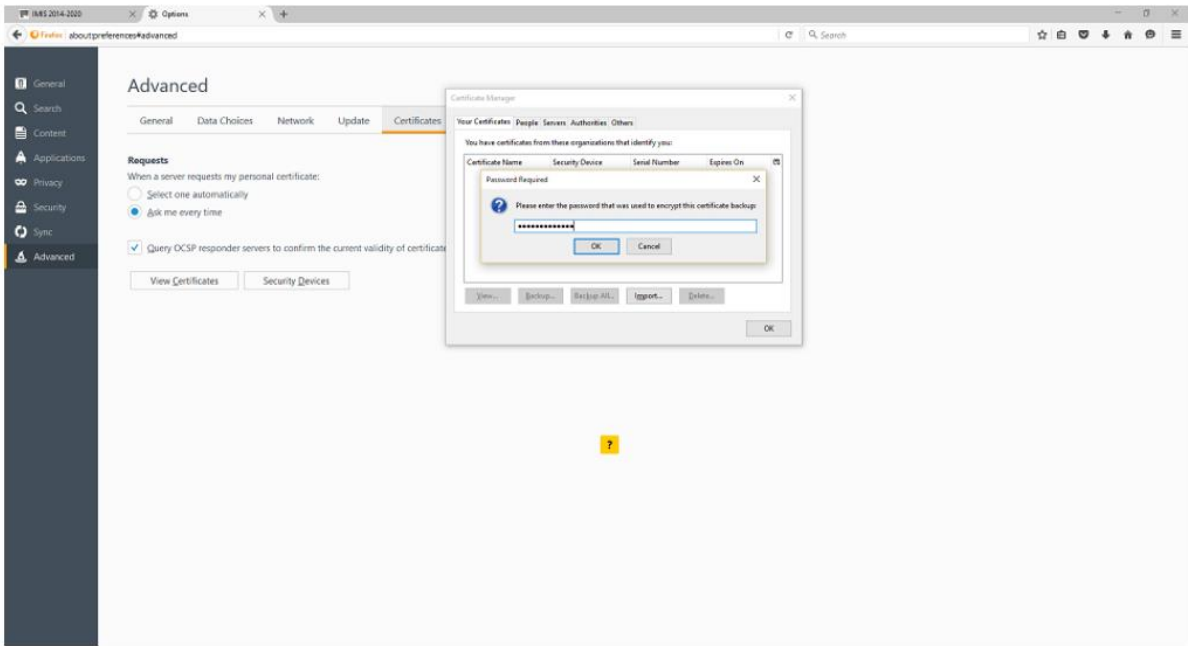 IMIS 2014-2020
Options
Firefox about:preferences#advanced
Search
General
Search
Content
Applications
Privacy
Security
Sync
Advanced
Advanced
General Data Choices Network Update Certificates
Requests
When a server requests my personal certificate:
Select one automatically
Ask me every time
Query OCSP responder servers to confirm the current validity of certificate
View Certificates Security Devices
Certificate Manager
Your Certificates People Servers Authorities Others
You have certificates from these organizations that identify you:
Certificate Name Security Device Serial Number Expires On
Password Required
Please enter the password that was used to encrypt this certificate backup:
OK Cancel
View... Backup... Backup All... Import... Delete...
OK
?